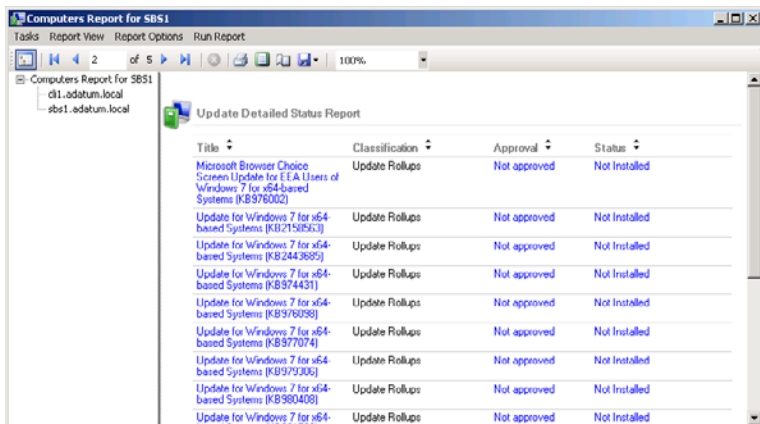 Computers Report for SBS1
Tasks Report View Report Options Run Report
2 of 5 100%
Computers Report for SBS1
cli1.adatum.local
sbs1.adatum.local
Update Detailed Status Report
Title Classification Approval Status
Microsoft Browser Choice Update Rollups Not approved Not Installed
Screen Update for EEA Users of
Windows 7 for x64-based
Systems (KB976002)
Update for Windows 7 for x64- Update Rollups Not approved Not Installed
based Systems (KB2158563)
Update for Windows 7 for x64- Update Rollups Not approved Not Installed
based Systems (KB2443685)
Update for Windows 7 for x64- Update Rollups Not approved Not Installed
based Systems (KB974431)
Update for Windows 7 for x64- Update Rollups Not approved Not Installed
based Systems (KB976098)
Update for Windows 7 for x64- Update Rollups Not approved Not Installed
based Systems (KB977074)
Update for Windows 7 for x64- Update Rollups Not approved Not Installed
based Systems (KB979306)
Update for Windows 7 for x64- Update Rollups Not approved Not Installed
based Systems (KB980408)
Update for Windows 7 for x64- Update Rollups Not approved Not Installed